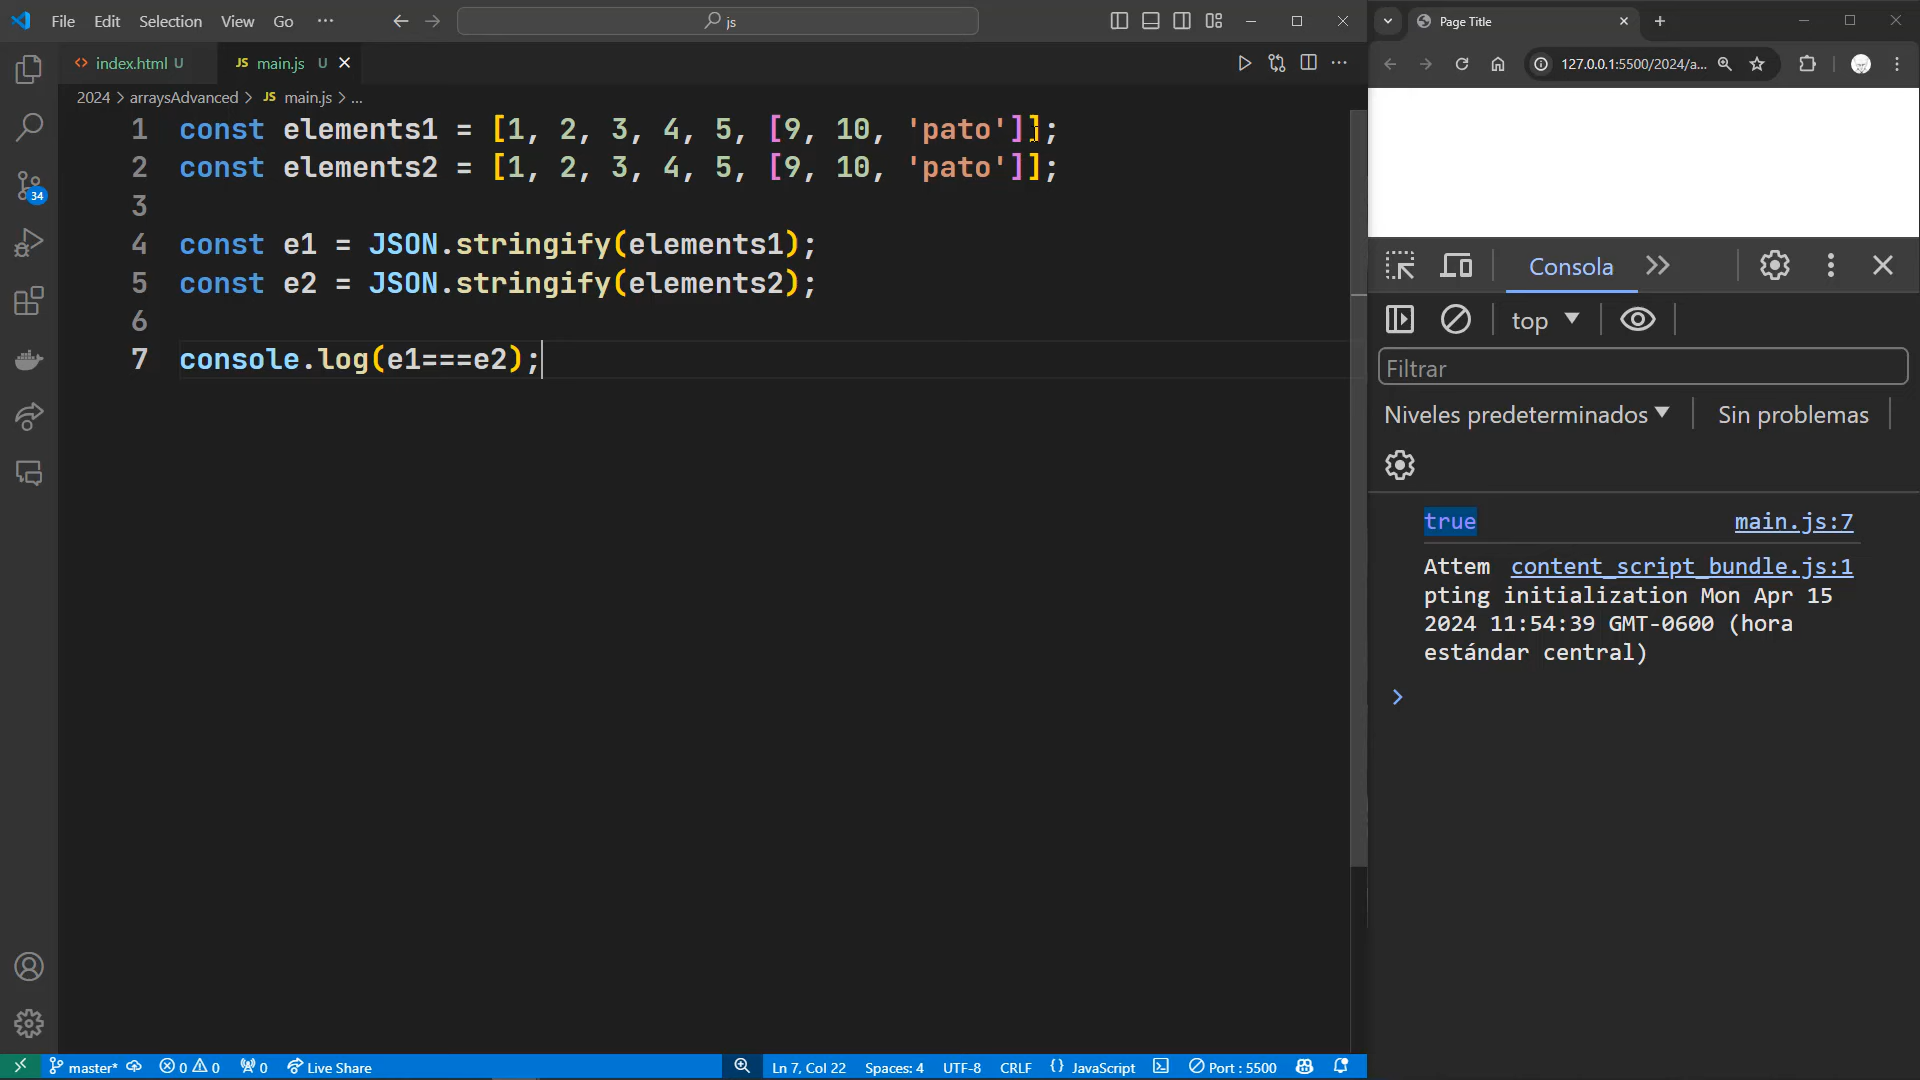 File Edit Selection View Go ··· js
index.html U JS main.js U
2024 > arraysAdvanced > JS main.js > ...
1 const elements1 = [1, 2, 3, 4, 5, [9, 10, 'pato']];
2 const elements2 = [1, 2, 3, 4, 5, [9, 10, 'pato']];
3
4 const e1 = JSON.stringify(elements1);
5 const e2 = JSON.stringify(elements2);
6
7 console.log(e1===e2);
34
master* 0 0 0 Live Share Ln 7, Col 22 Spaces: 4 UTF-8 CRLF {} JavaScript Port : 5500
Page Title
127.0.0.1:5500/2024/a...
Consola
top
Filtrar
Niveles predeterminados Sin problemas
true main.js:7
Attem content_script_bundle.js:1
pting initialization Mon Apr 15
2024 11:54:39 GMT-0600 (hora
estándar central)